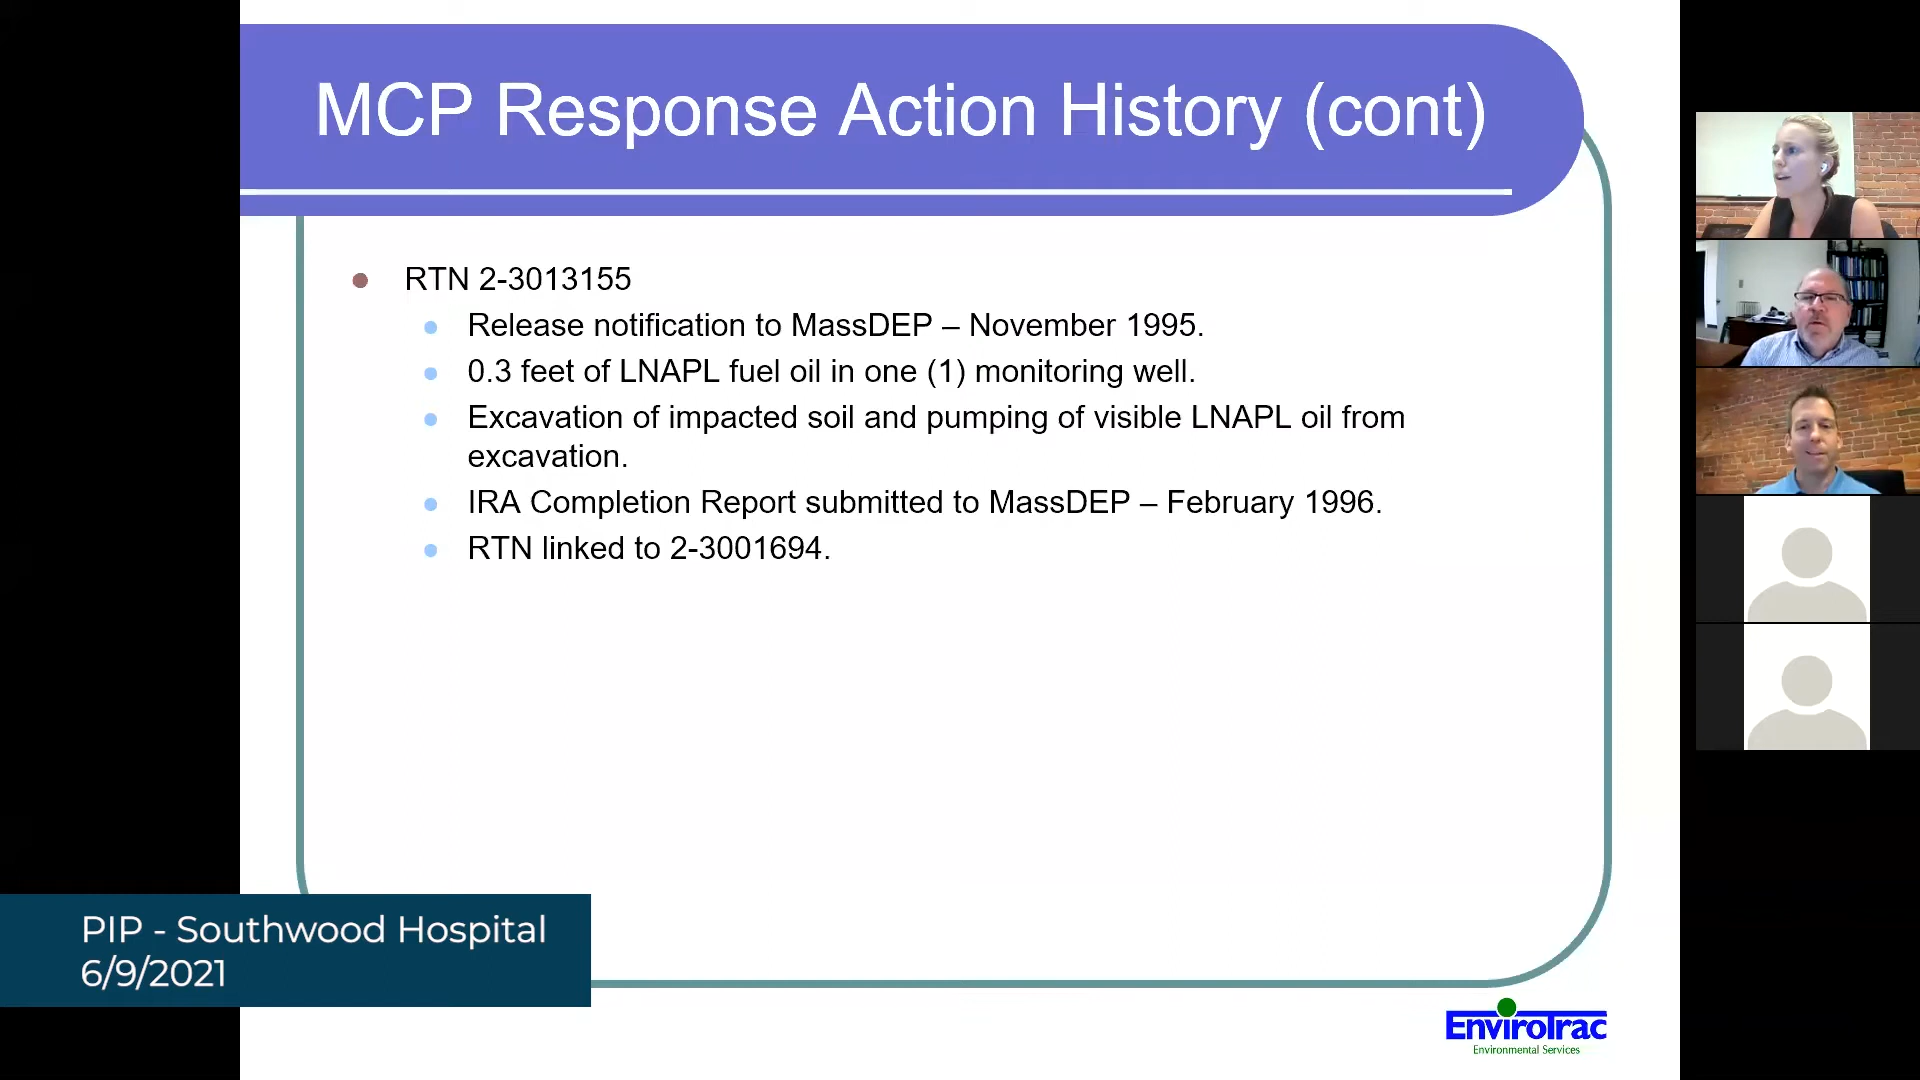 MCP Response Action History (cont)
RTN 2-3013155
Release notification to MassDEP – November 1995.
0.3 feet of LNAPL fuel oil in one (1) monitoring well.
Excavation of impacted soil and pumping of visible LNAPL oil from
excavation.
IRA Completion Report submitted to MassDEP – February 1996.
RTN linked to 2-3001694.
PIP - Southwood Hospital
6/9/2021
EnviroTrac
Environmental Services